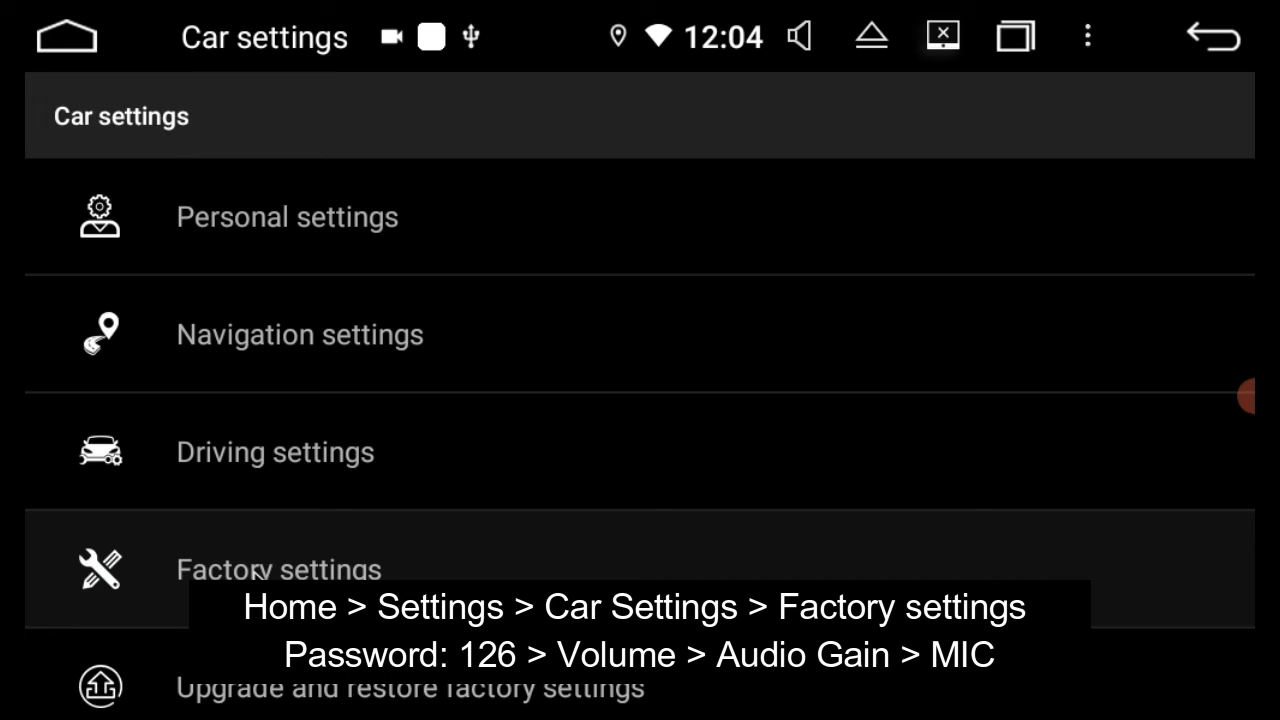 Car settings 12:04
Car settings
Personal settings
Navigation settings
Driving settings
Factory settings
Home > Settings > Car Settings > Factory settings
Password: 126 > Volume > Audio Gain > MIC
Upgrade and restore factory settings